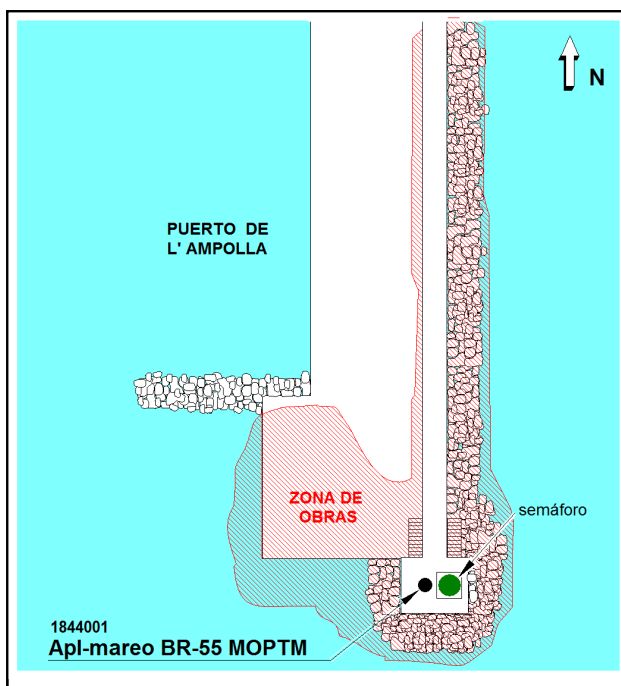 N
PUERTO DE
L' AMPOLLA
ZONA DE
OBRAS
semáforo
1844001
Apl-mareo BR-55 MOPTM